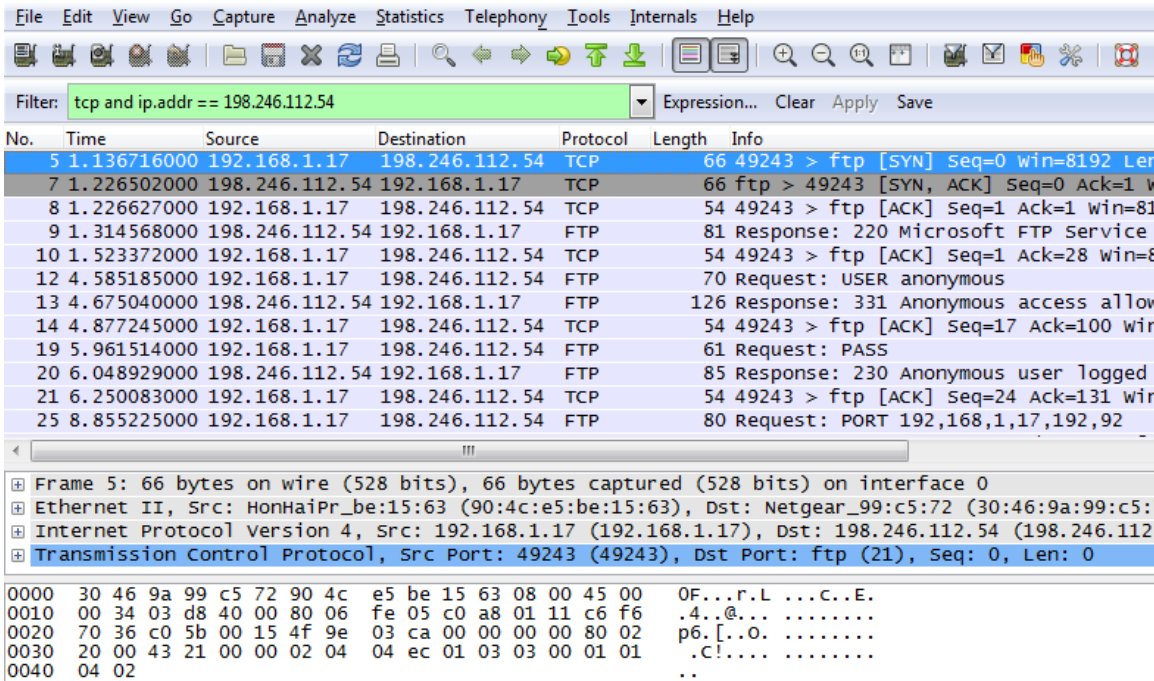 File Edit View Go Capture Analyze Statistics Telephony Tools Internals Help
Filter: tcp and ip.addr == 198.246.112.54 Expression... Clear Apply Save
No. Time Source Destination Protocol Length Info
5 1.136716000 192.168.1.17 198.246.112.54 TCP 66 49243 > ftp [SYN] Seq=0 Win=8192 Len
7 1.226502000 198.246.112.54 192.168.1.17 TCP 66 ftp > 49243 [SYN, ACK] Seq=0 Ack=1 W
8 1.226627000 192.168.1.17 198.246.112.54 TCP 54 49243 > ftp [ACK] Seq=1 Ack=1 Win=81
9 1.314568000 198.246.112.54 192.168.1.17 FTP 81 Response: 220 Microsoft FTP Service
10 1.523372000 192.168.1.17 198.246.112.54 TCP 54 49243 > ftp [ACK] Seq=1 Ack=28 Win=8
12 4.585185000 192.168.1.17 198.246.112.54 FTP 70 Request: USER anonymous
13 4.675040000 198.246.112.54 192.168.1.17 FTP 126 Response: 331 Anonymous access allow
14 4.877245000 192.168.1.17 198.246.112.54 TCP 54 49243 > ftp [ACK] Seq=17 Ack=100 Win
19 5.961514000 192.168.1.17 198.246.112.54 FTP 61 Request: PASS
20 6.048929000 198.246.112.54 192.168.1.17 FTP 85 Response: 230 Anonymous user logged
21 6.250083000 192.168.1.17 198.246.112.54 TCP 54 49243 > ftp [ACK] Seq=24 Ack=131 Win
25 8.855225000 192.168.1.17 198.246.112.54 FTP 80 Request: PORT 192,168,1,17,192,92
Frame 5: 66 bytes on wire (528 bits), 66 bytes captured (528 bits) on interface 0
Ethernet II, Src: HonHaiPr_be:15:63 (90:4c:e5:be:15:63), Dst: Netgear_99:c5:72 (30:46:9a:99:c5:
Internet Protocol Version 4, Src: 192.168.1.17 (192.168.1.17), Dst: 198.246.112.54 (198.246.112
Transmission Control Protocol, Src Port: 49243 (49243), Dst Port: ftp (21), Seq: 0, Len: 0
0000 30 46 9a 99 c5 72 90 4c e5 be 15 63 08 00 45 00 0F...r.L ...c..E.
0010 00 34 03 d8 40 00 80 06 fe 05 c0 a8 01 11 c6 f6 .4..@... ........
0020 70 36 c0 5b 00 15 4f 9e 03 ca 00 00 00 00 80 02 p6.[..O. ........
0030 20 00 43 21 00 00 02 04 04 ec 01 03 03 00 01 01 .C!.... ........
0040 04 02 ..